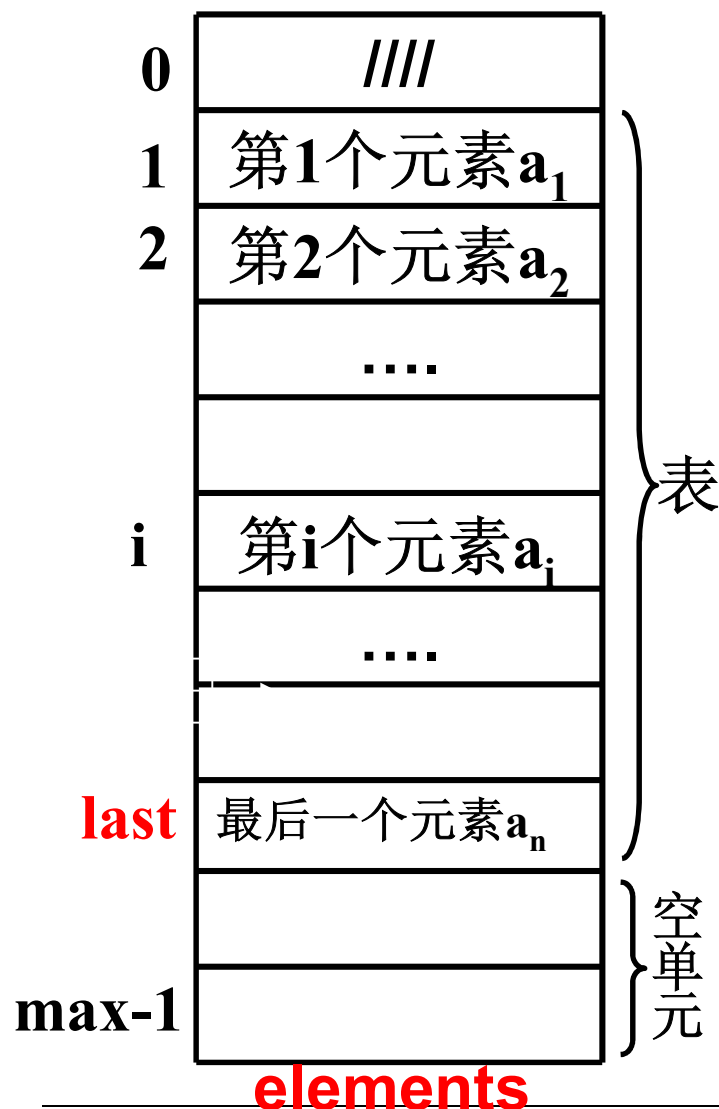 0 ////
1 第1个元素a1
2 第2个元素a2
....
表
i 第i个元素ai
....
last 最后一个元素an
空单元
max-1
elements